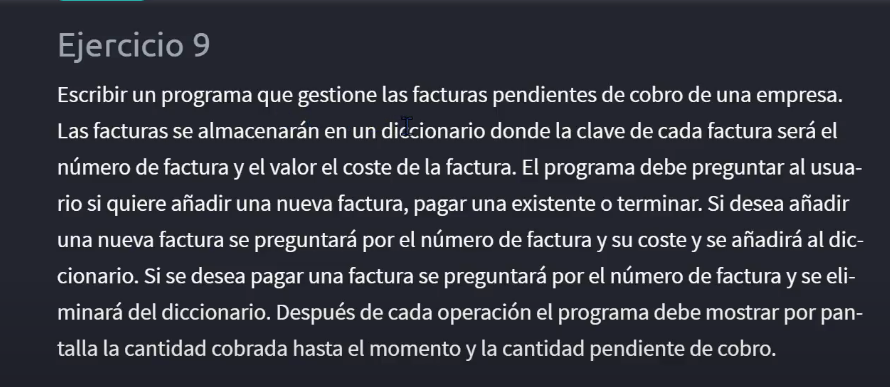 Ejercicio 9
Escribir un programa que gestione las facturas pendientes de cobro de una empresa.
Las facturas se almacenarán en un diccionario donde la clave de cada factura será el
número de factura y el valor el coste de la factura. El programa debe preguntar al usua-
rio si quiere añadir una nueva factura, pagar una existente o terminar. Si desea añadir
una nueva factura se preguntará por el número de factura y su coste y se añadirá al dic-
cionario. Si se desea pagar una factura se preguntará por el número de factura y se eli-
minará del diccionario. Después de cada operación el programa debe mostrar por pan-
talla la cantidad cobrada hasta el momento y la cantidad pendiente de cobro.